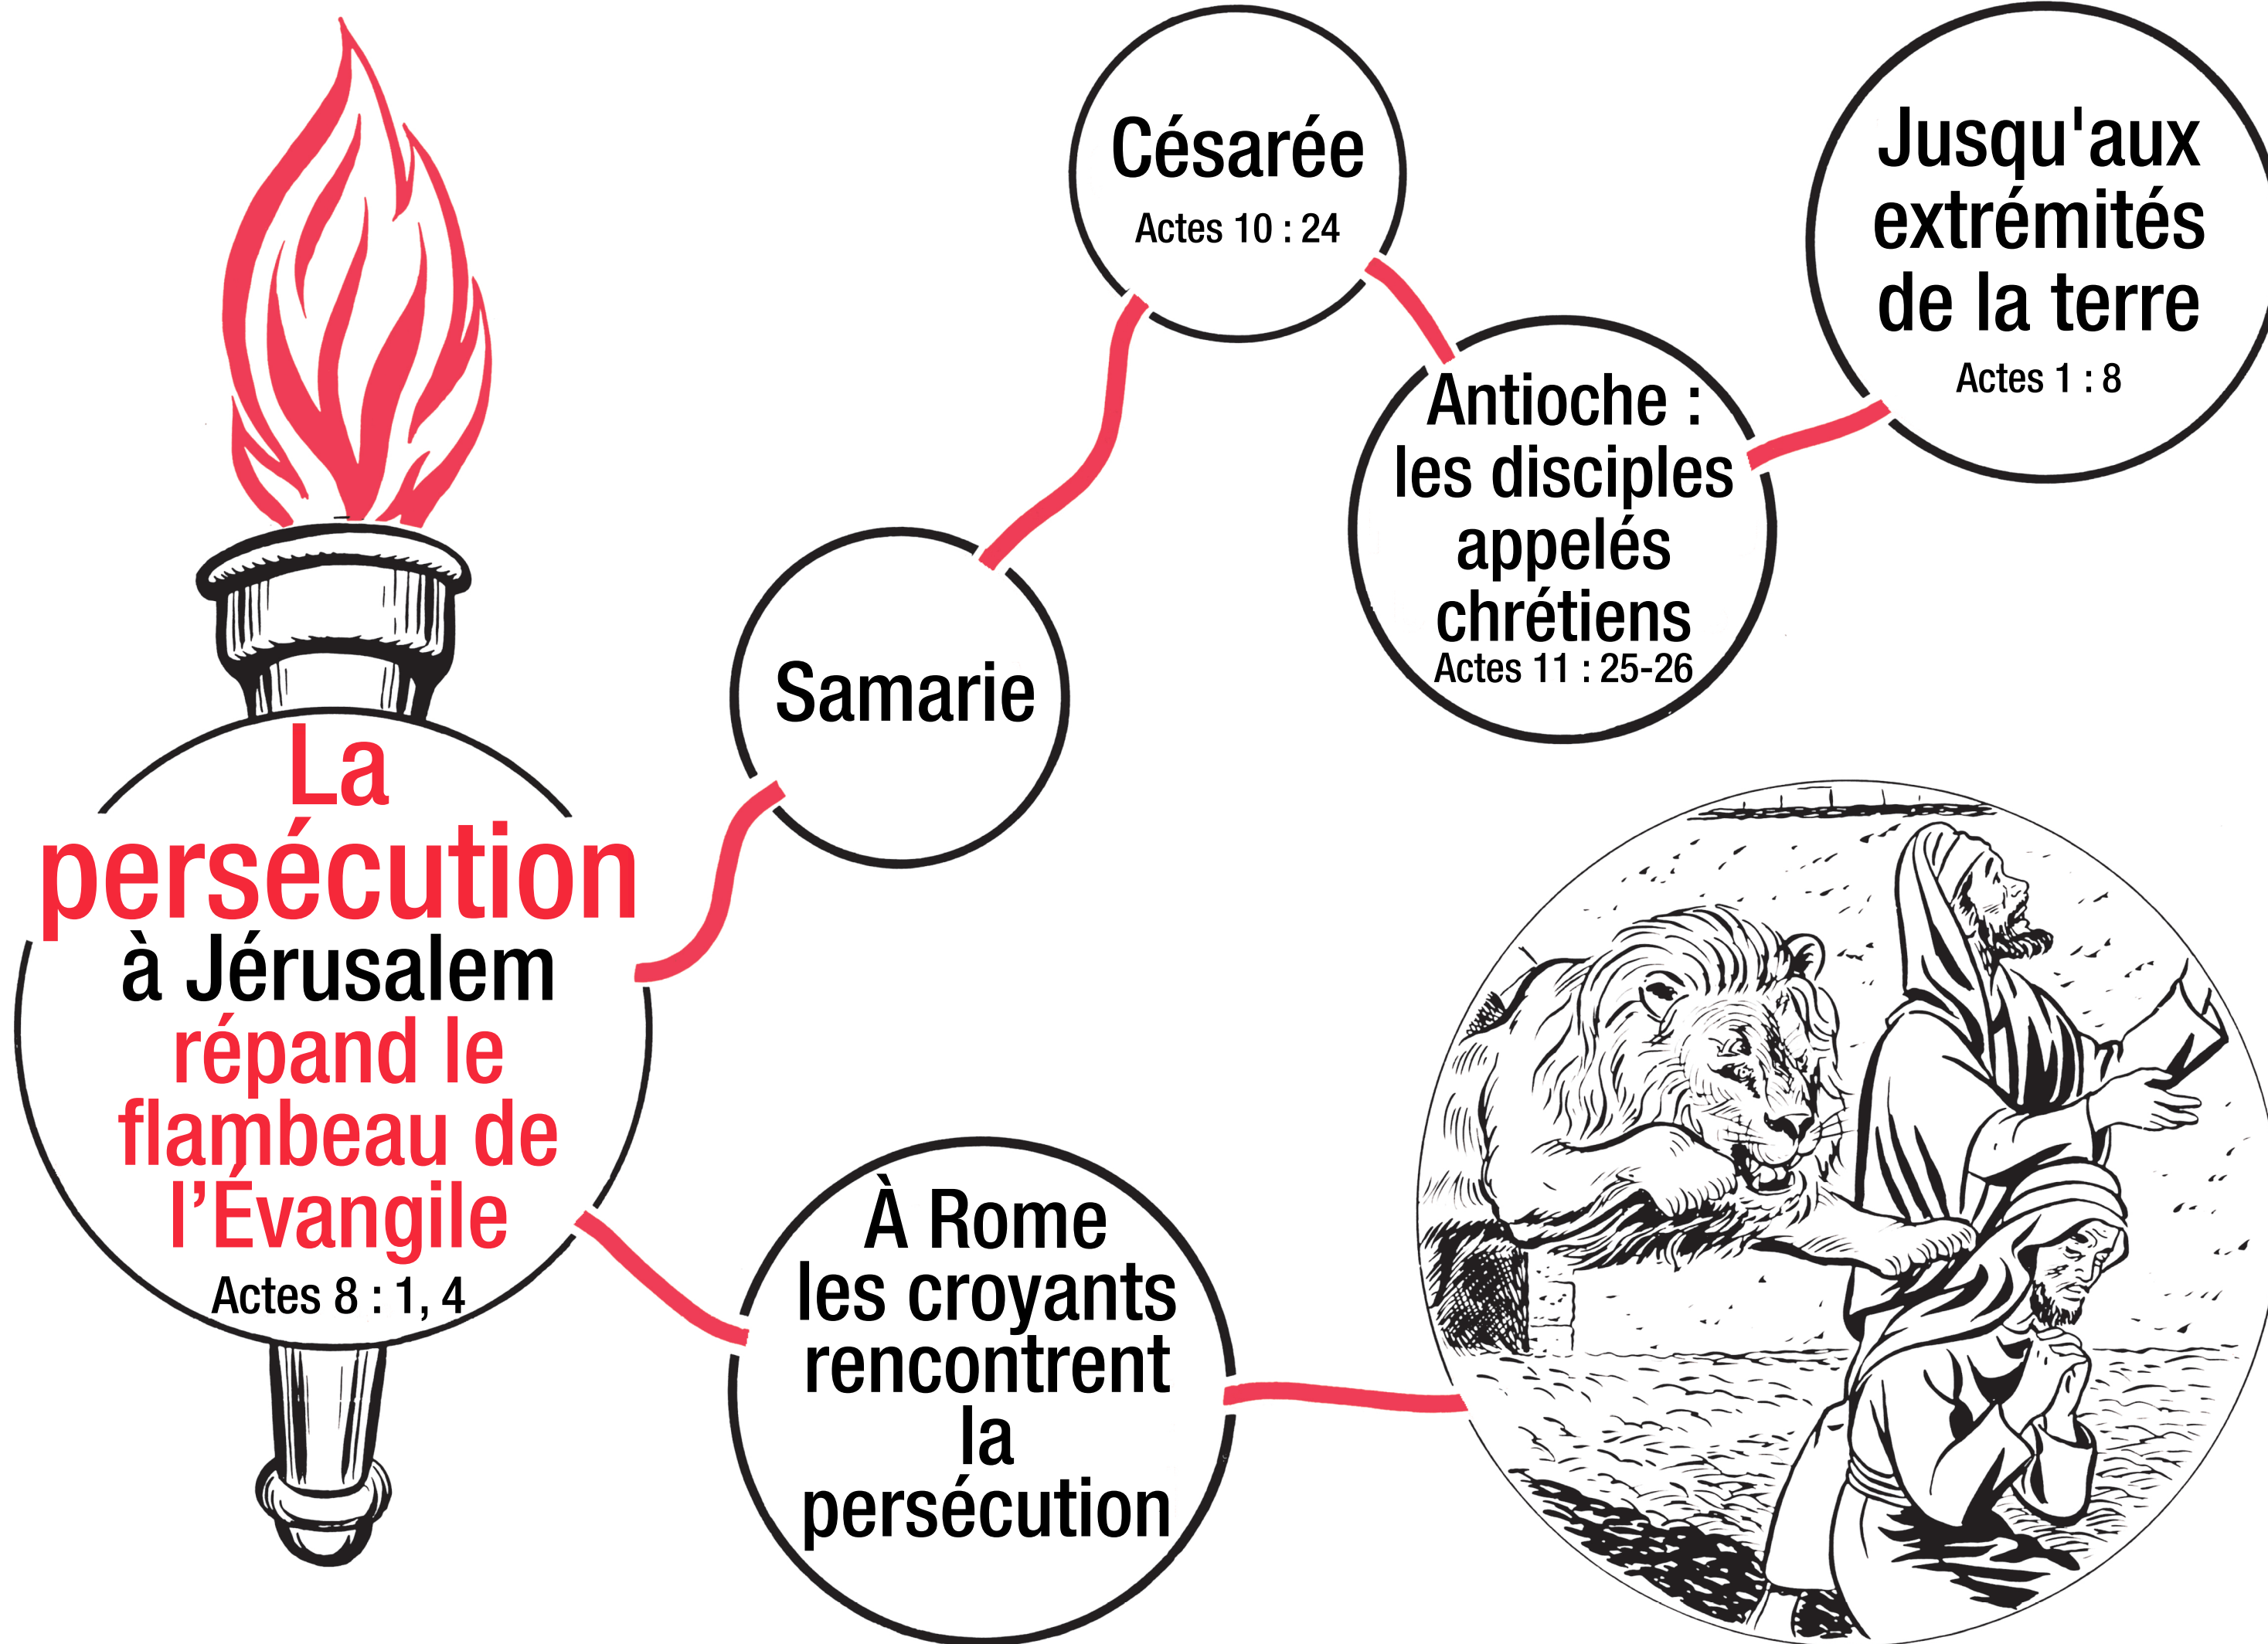 La
persécution
à Jérusalem
répand le
flambeau de
l’Évangile
Actes 8 : 1, 4
Samarie
Césarée
Actes 10 : 24
Antioche :
les disciples
appelés
chrétiens
Actes 11 : 25-26
Jusqu'aux
extrémités
de la terre
Actes 1 : 8
À Rome
les croyants
rencontrent
la
persécution